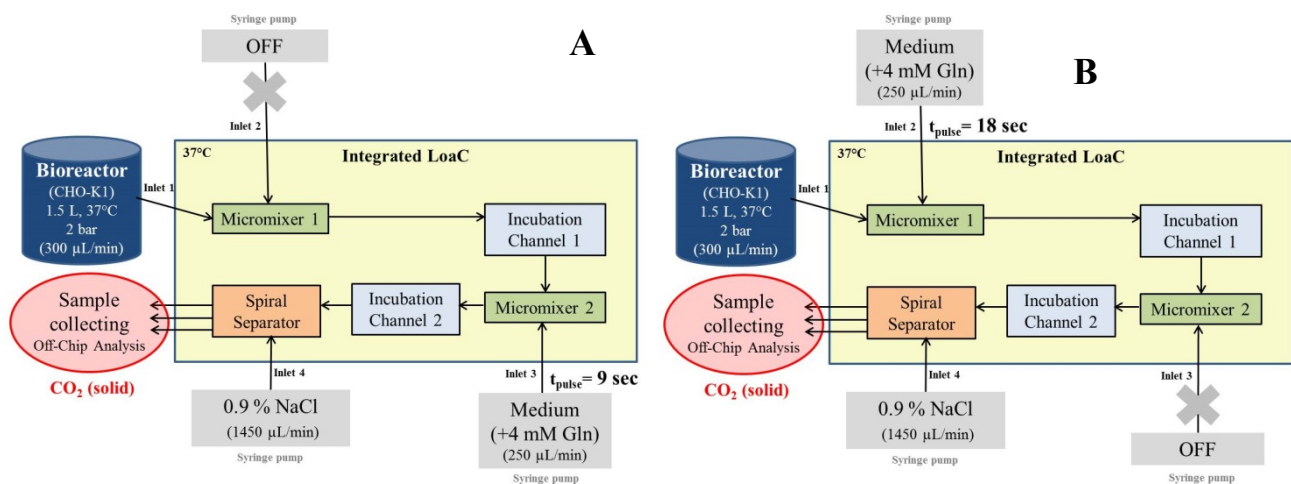 Syringe pump
OFF
A
Inlet 2
37°C
Integrated LoaC
Bioreactor
(CHO-K1)
1.5 L, 37°C
2 bar
(300 µL/min)
Inlet 1
Micromixer 1
Incubation
Channel 1
Sample
collecting
Off-Chip Analysis
CO₂ (solid)
Spiral
Separator
Incubation
Channel 2
Micromixer 2
Inlet 4
Inlet 3
t_pulse= 9 sec
0.9 % NaCl
(1450 µL/min)
Syringe pump
Medium
(+4 mM Gln)
(250 µL/min)
Syringe pump
Syringe pump
Medium
(+4 mM Gln)
(250 µL/min)
B
Inlet 2
t_pulse= 18 sec
37°C
Integrated LoaC
Bioreactor
(CHO-K1)
1.5 L, 37°C
2 bar
(300 µL/min)
Inlet 1
Micromixer 1
Incubation
Channel 1
Sample
collecting
Off-Chip Analysis
CO₂ (solid)
Spiral
Separator
Incubation
Channel 2
Micromixer 2
Inlet 4
Inlet 3
0.9 % NaCl
(1450 µL/min)
Syringe pump
OFF
Syringe pump